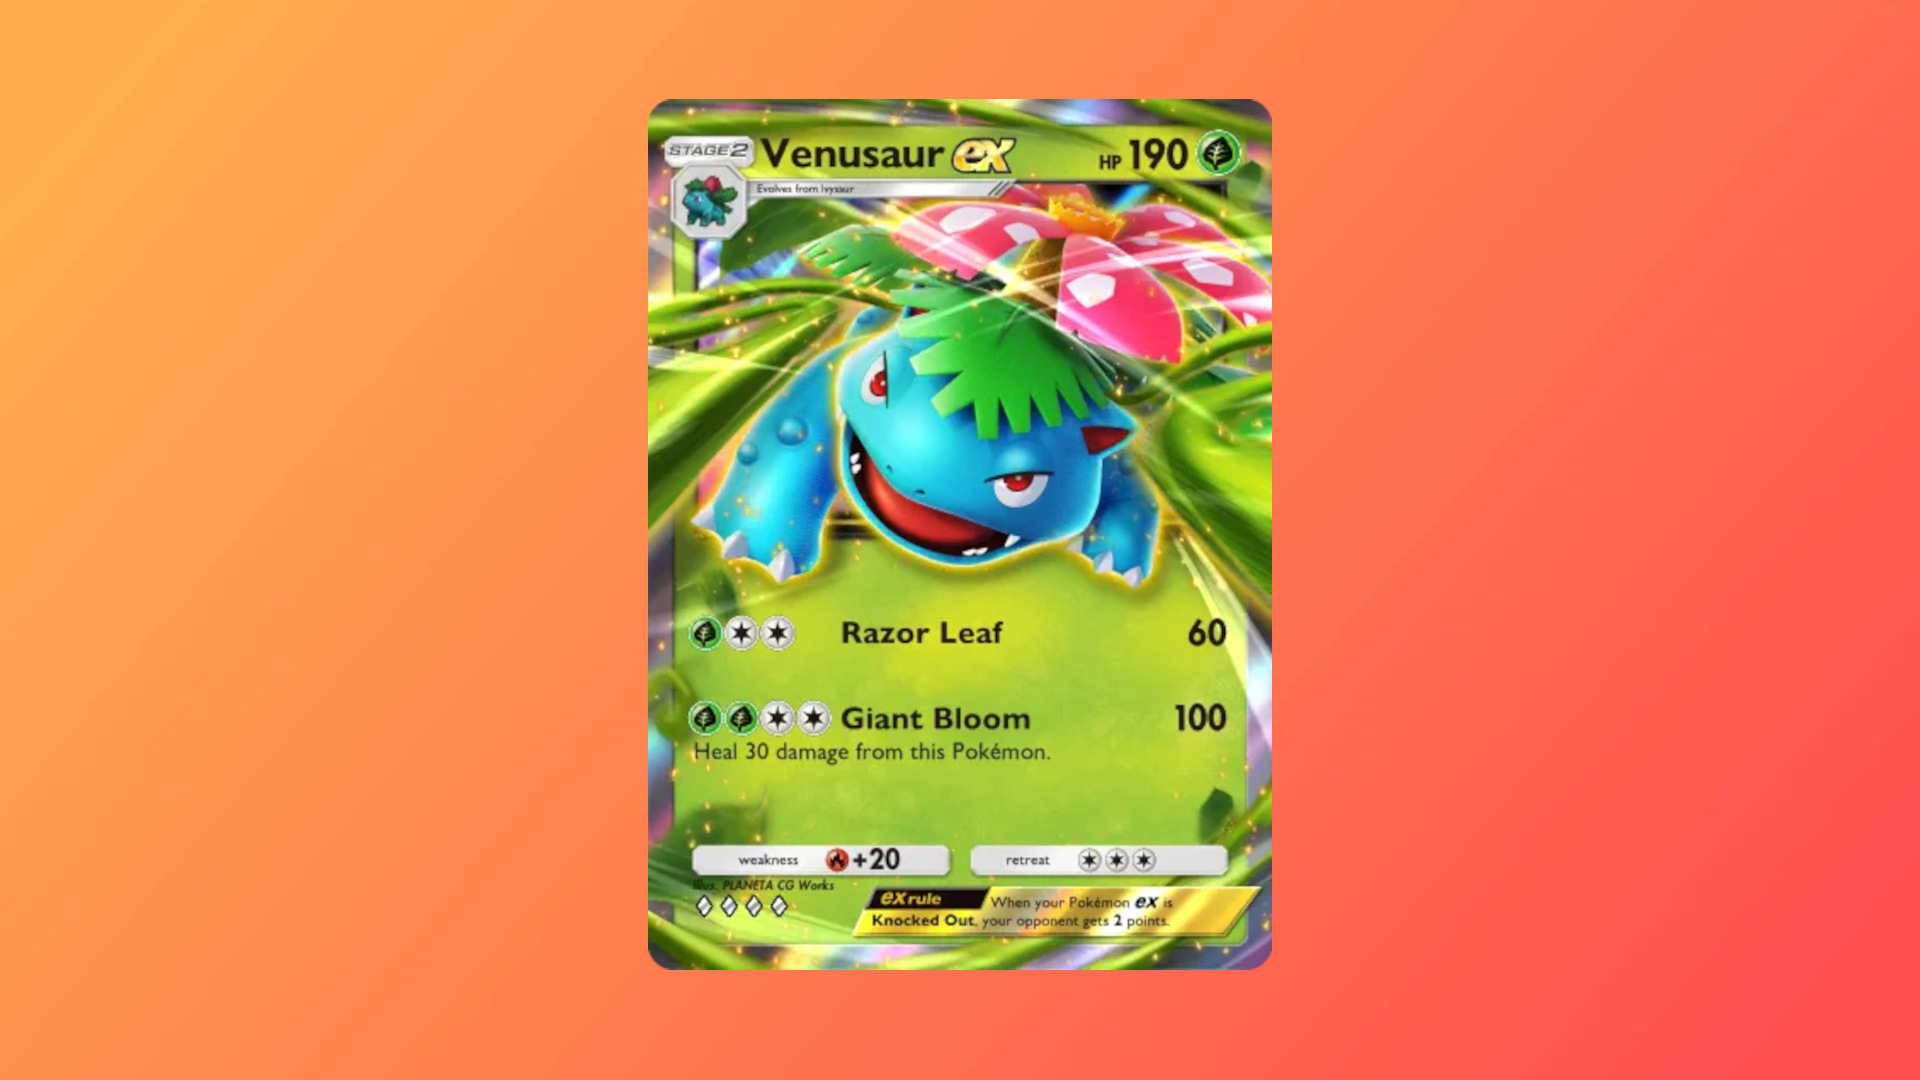 STAGE2 Venusaur ex HP 190
Evolves from Ivysaur
Razor Leaf 60
Giant Bloom 100
Heal 30 damage from this Pokémon.
weakness +20 retreat
Illus. PLANETA CG Works
ex rule When your Pokémon ex is
Knocked Out, your opponent gets 2 points.